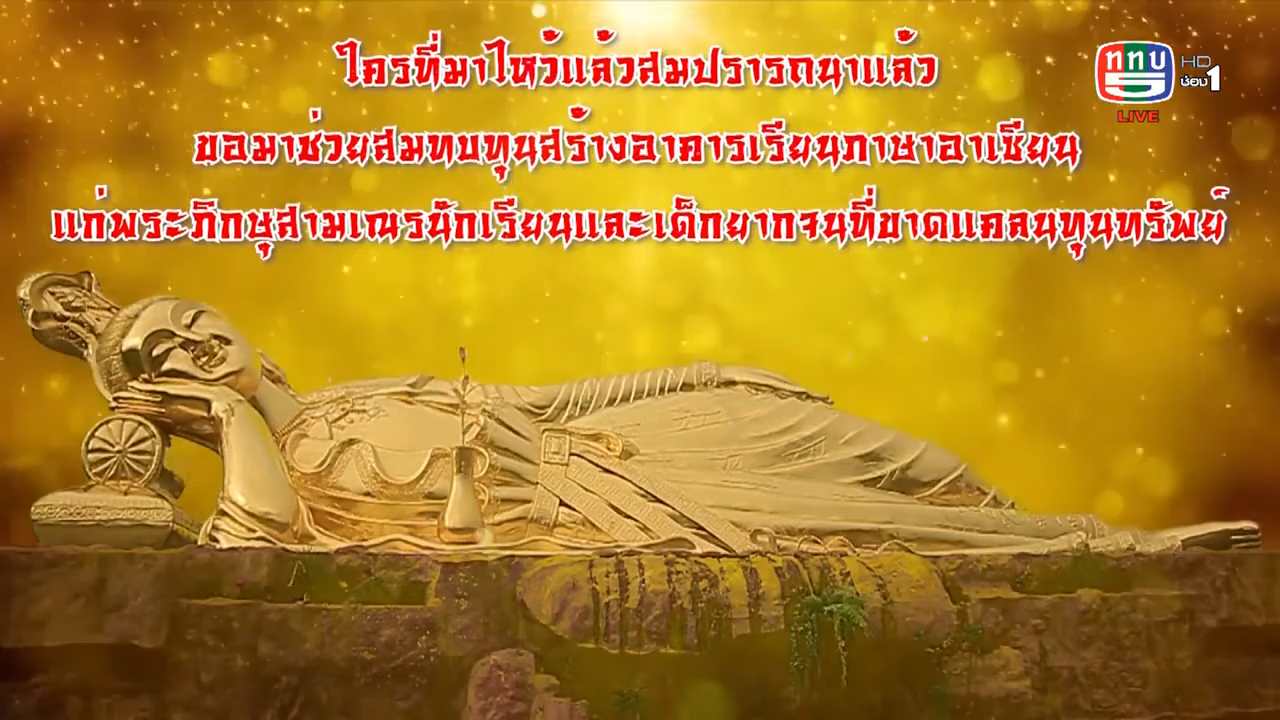 ใครที่มาไหว้แล้วสมปรารถนาแล้ว
ททบ HD
5 ช่อง 1
LIVE
ขอมาช่วยสมทบทุนสร้างอาคารเรียนภาษาอาเซียน
แก่พระภิกษุสามเณรนักเรียนและเด็กยากจนที่ขาดแคลนทุนทรัพย์